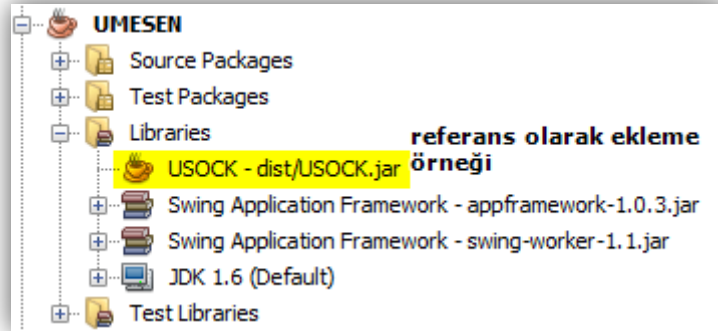 UMESEN
Source Packages
Test Packages
Libraries
referans olarak ekleme
örneği
USOCK - dist/USOCK.jar
Swing Application Framework - appframework-1.0.3.jar
Swing Application Framework - swing-worker-1.1.jar
JDK 1.6 (Default)
Test Libraries